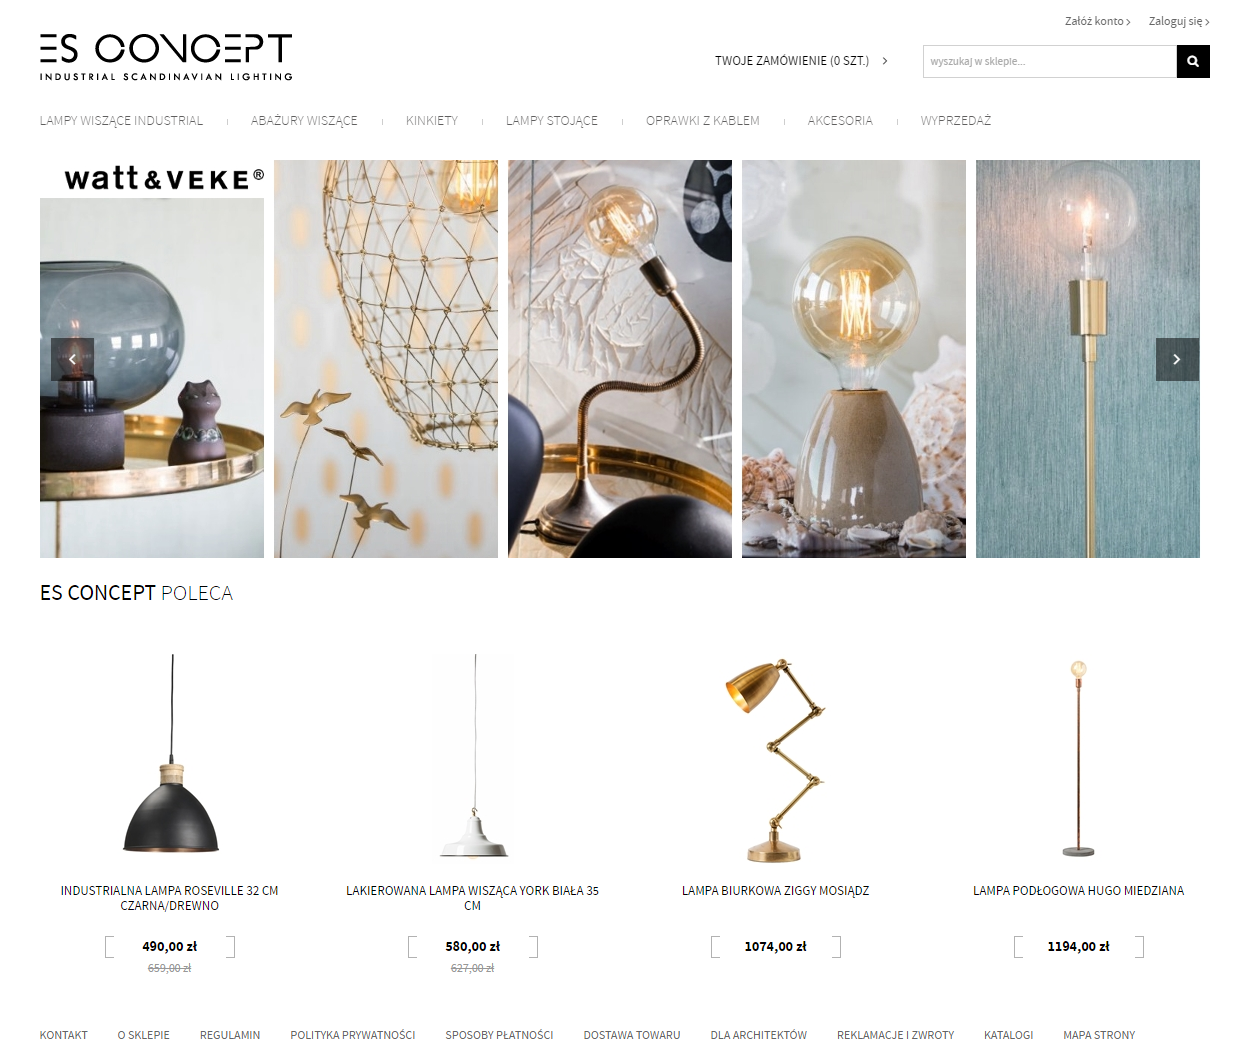 Załóż konto
Zaloguj się
ES CONCEPT
INDUSTRIAL SCANDINAVIAN LIGHTING
TWOJE ZAMÓWIENIE (0 SZT.)
wyszukaj w sklepie...
LAMPY WISZĄCE INDUSTRIAL
ABAŻURY WISZĄCE
KINKIETY
LAMPY STOJĄCE
OPRAWKI Z KABLEM
AKCESORIA
WYPRZEDAŻ
watt&VEKE®
ES CONCEPT POLECA
INDUSTRIALNA LAMPA ROSEVILLE 32 CM
CZARNA/DREWNO
490,00 zł
659,00 zł
LAKIEROWANA LAMPA WISZĄCA YORK BIAŁA 35
CM
580,00 zł
627,00 zł
LAMPA BIURKOWA ZIGGY MOSIĄDZ
1074,00 zł
LAMPA PODŁOGOWA HUGO MIEDZIANA
1194,00 zł
KONTAKT
O SKLEPIE
REGULAMIN
POLITYKA PRYWATNOŚCI
SPOSOBY PŁATNOŚCI
DOSTAWA TOWARU
DLA ARCHITEKTÓW
REKLAMACJE I ZWROTY
KATALOGI
MAPA STRONY